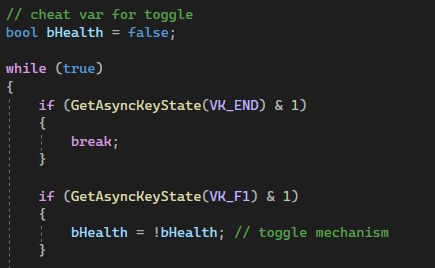 // cheat var for toggle
bool bHealth = false;
while (true)
{
if (GetAsyncKeyState(VK_END) & 1)
{
break;
}
if (GetAsyncKeyState(VK_F1) & 1)
{
bHealth = !bHealth; // toggle mechanism
}